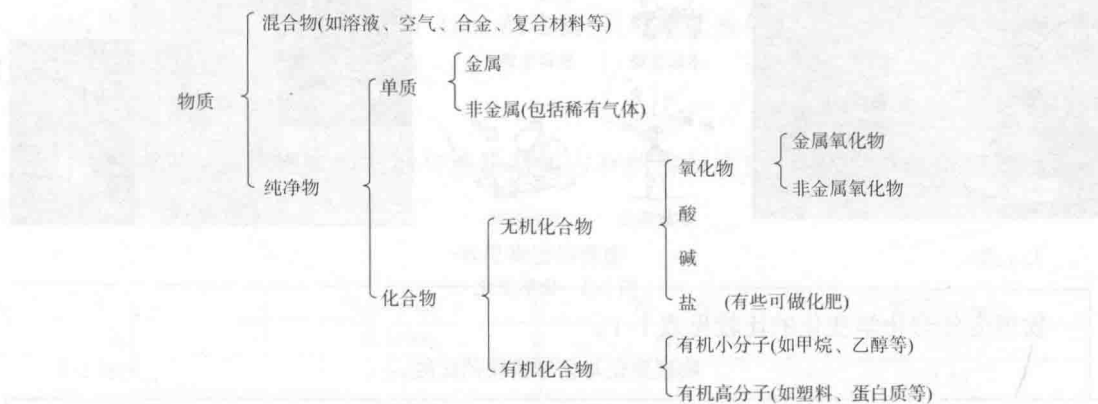 混合物(如溶液、空气、合金、复合材料等)
物质
纯净物
单质
金属
非金属(包括稀有气体)
化合物
无机化合物
氧化物
金属氧化物
非金属氧化物
酸
碱
盐 (有些可做化肥)
有机化合物
有机小分子(如甲烷、乙醇等)
有机高分子(如塑料、蛋白质等)